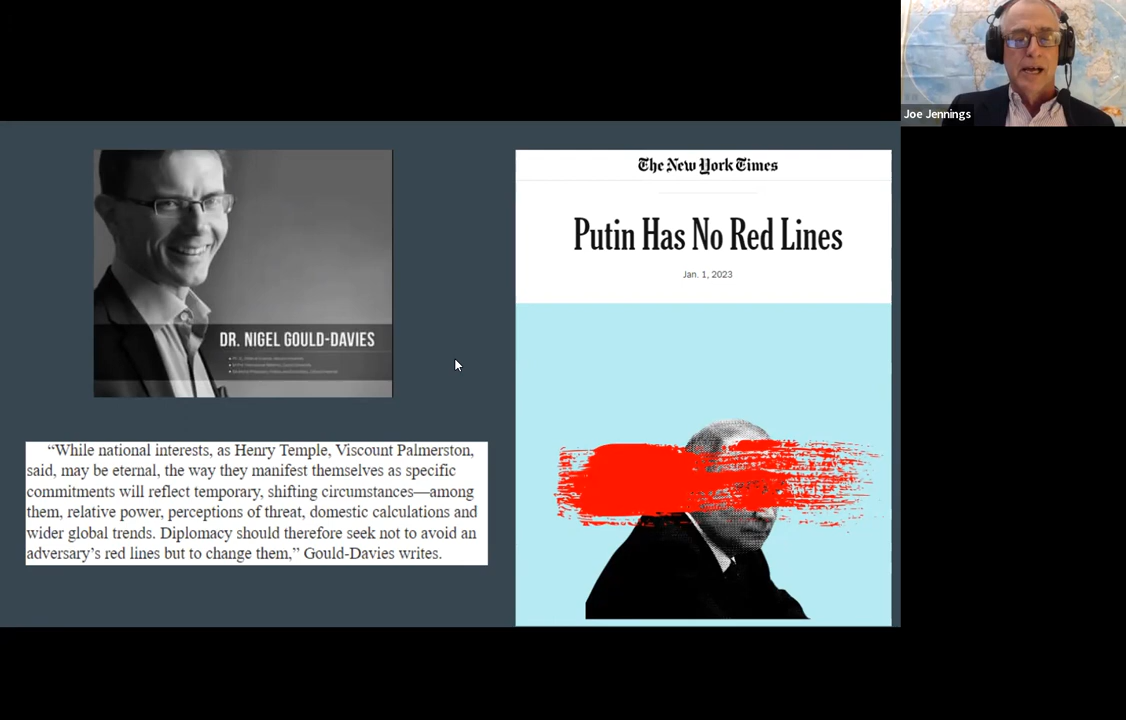 Joe Jennings
DR. NIGEL GOULD-DAVIES
“While national interests, as Henry Temple, Viscount Palmerston,
said, may be eternal, the way they manifest themselves as specific
commitments will reflect temporary, shifting circumstances—among
them, relative power, perceptions of threat, domestic calculations and
wider global trends. Diplomacy should therefore seek not to avoid an
adversary’s red lines but to change them,” Gould-Davies writes.
The New York Times
Putin Has No Red Lines
Jan. 1, 2023